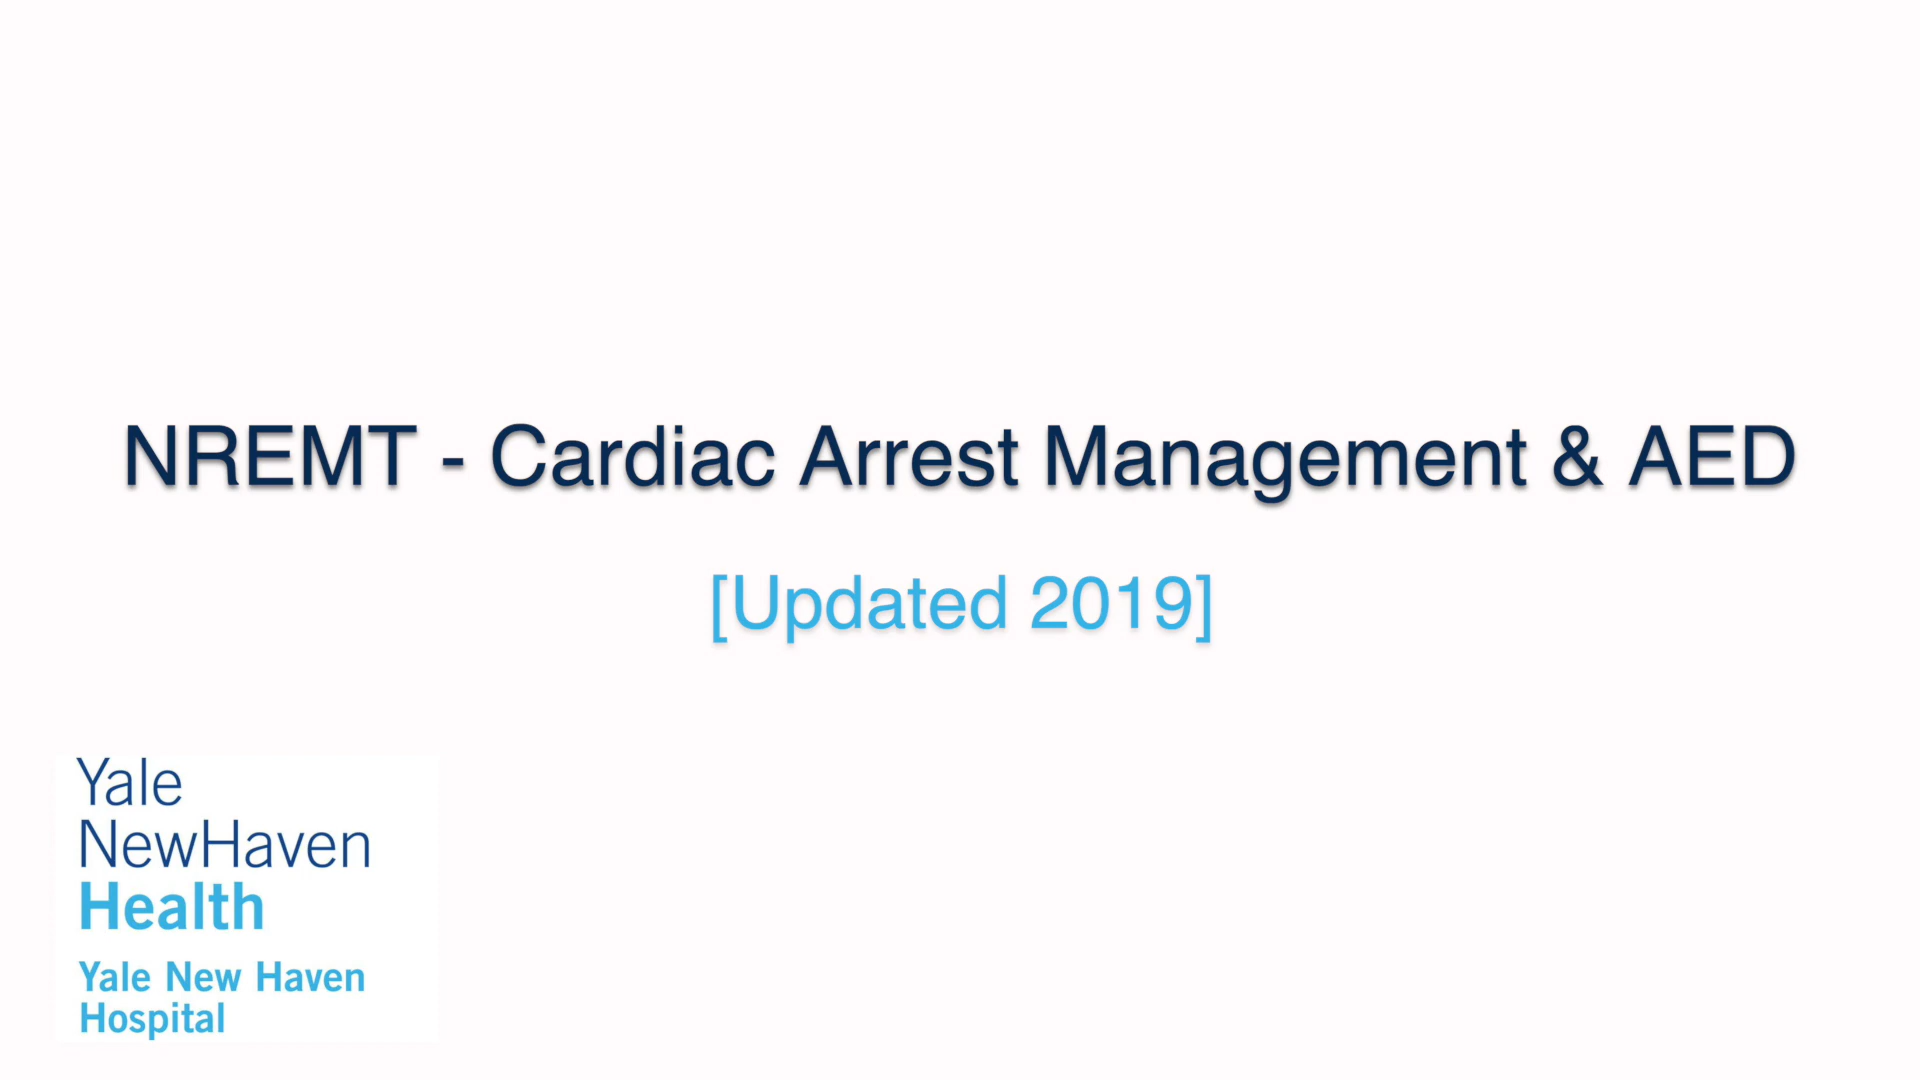 NREMT - Cardiac Arrest Management & AED
[Updated 2019]
Yale
NewHaven
Health
Yale New Haven
Hospital